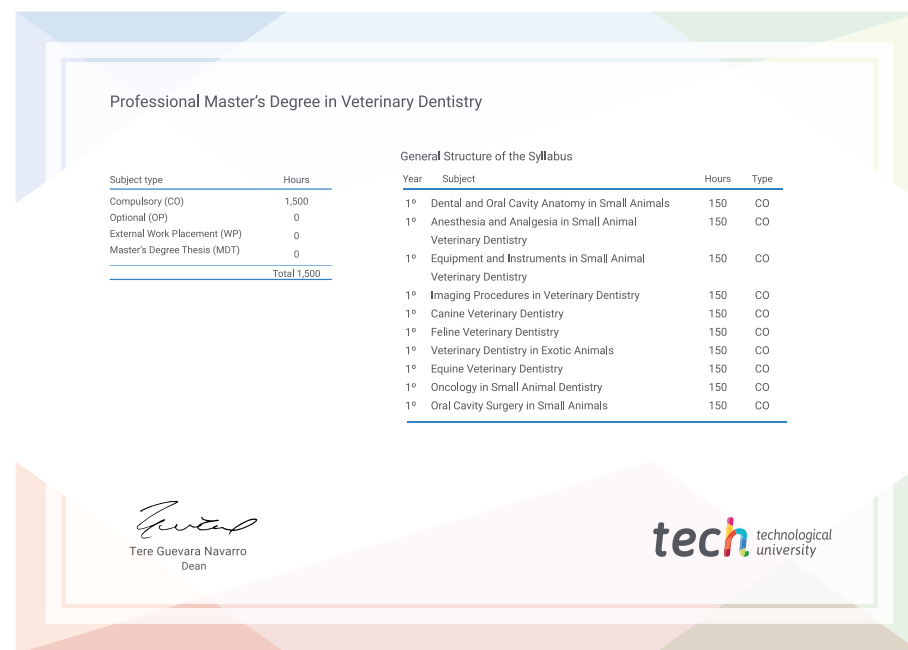 Professional Master's Degree in Veterinary Dentistry
Subject type Hours
Compulsory (CO) 1,500
Optional (OP) 0
External Work Placement (WP) 0
Master's Degree Thesis (MDT) 0
Total 1,500
General Structure of the Syllabus
Year Subject Hours Type
1º Dental and Oral Cavity Anatomy in Small Animals 150 CO
1º Anesthesia and Analgesia in Small Animal 150 CO
Veterinary Dentistry
1º Equipment and Instruments in Small Animal 150 CO
Veterinary Dentistry
1º Imaging Procedures in Veterinary Dentistry 150 CO
1º Canine Veterinary Dentistry 150 CO
1º Feline Veterinary Dentistry 150 CO
1º Veterinary Dentistry in Exotic Animals 150 CO
1º Equine Veterinary Dentistry 150 CO
1º Oncology in Small Animal Dentistry 150 CO
1º Oral Cavity Surgery in Small Animals 150 CO
Tere Guevara Navarro
Dean
tech technological
university